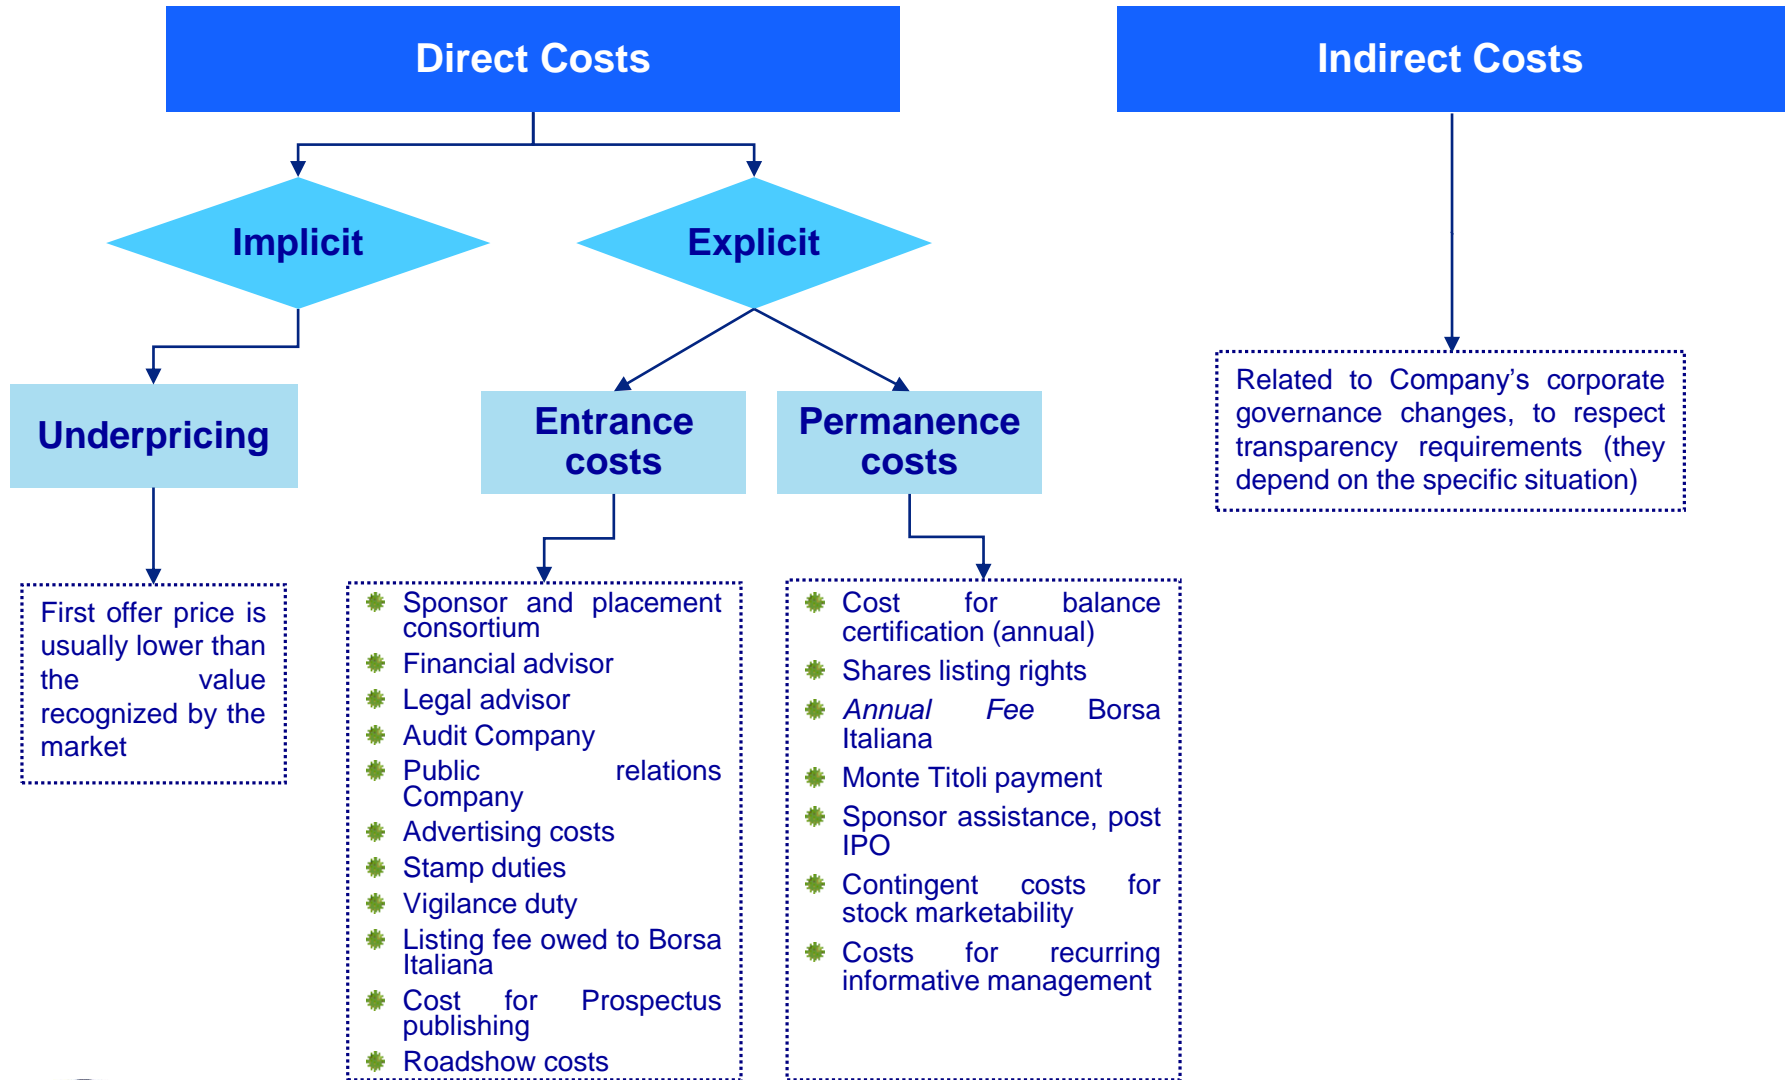 Direct Costs
Indirect Costs
Implicit
Explicit
Underpricing
Entrance
costs
Permanence
costs
Related to Company’s corporate
governance changes, to respect
transparency requirements (they
depend on the specific situation)
First offer price is
usually lower than
the value
recognized by the
market
Sponsor and placement
consortium
Financial advisor
Legal advisor
Audit Company
Public relations
Company
Advertising costs
Stamp duties
Vigilance duty
Listing fee owed to Borsa
Italiana
Cost for Prospectus
publishing
Roadshow costs
Cost for balance
certification (annual)
Shares listing rights
Annual Fee Borsa
Italiana
Monte Titoli payment
Sponsor assistance, post
IPO
Contingent costs for
stock marketability
Costs for recurring
informative management